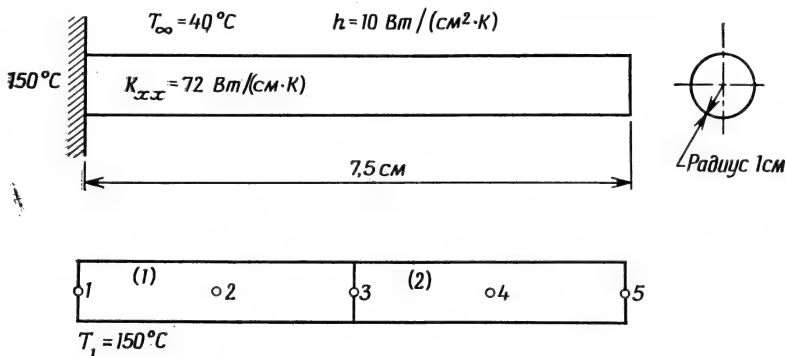 T∞ = 40 °C h = 10 Вт/(см²·К)
150 °C
Kxx = 72 Вт/(см·К)
7,5 см
Радиус 1см
(1) (2)
1 2 3 4 5
T₁ = 150 °C